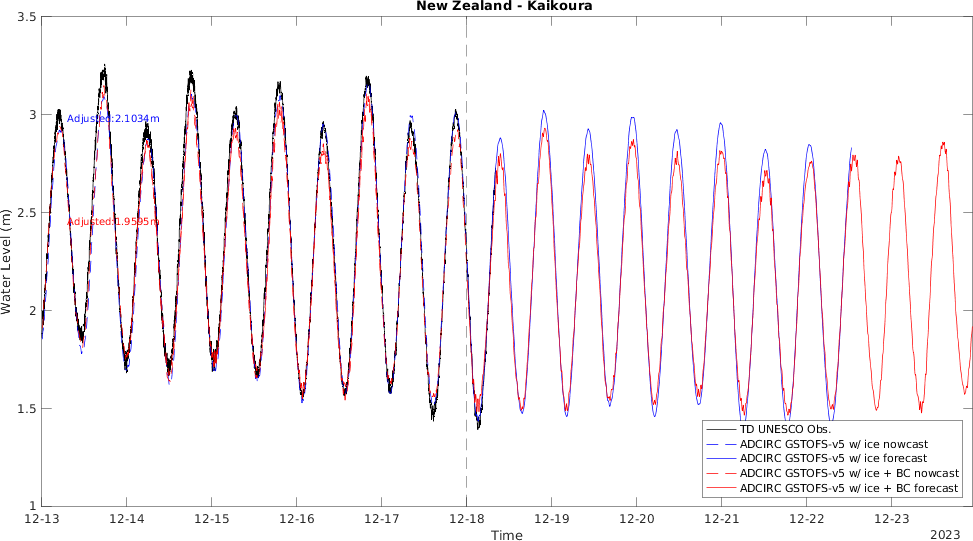 New Zealand - Kaikoura
3.5
3
2.5
2
1.5
1
Water Level (m)
Adjusted:2.1034m
Adjusted:1.9595m
TD UNESCO Obs.
ADCIRC GSTOFS-v5 w/ ice nowcast
ADCIRC GSTOFS-v5 w/ ice forecast
ADCIRC GSTOFS-v5 w/ ice + BC nowcast
ADCIRC GSTOFS-v5 w/ ice + BC forecast
12-13 12-14 12-15 12-16 12-17 12-18 12-19 12-20 12-21 12-22 12-23
Time
2023